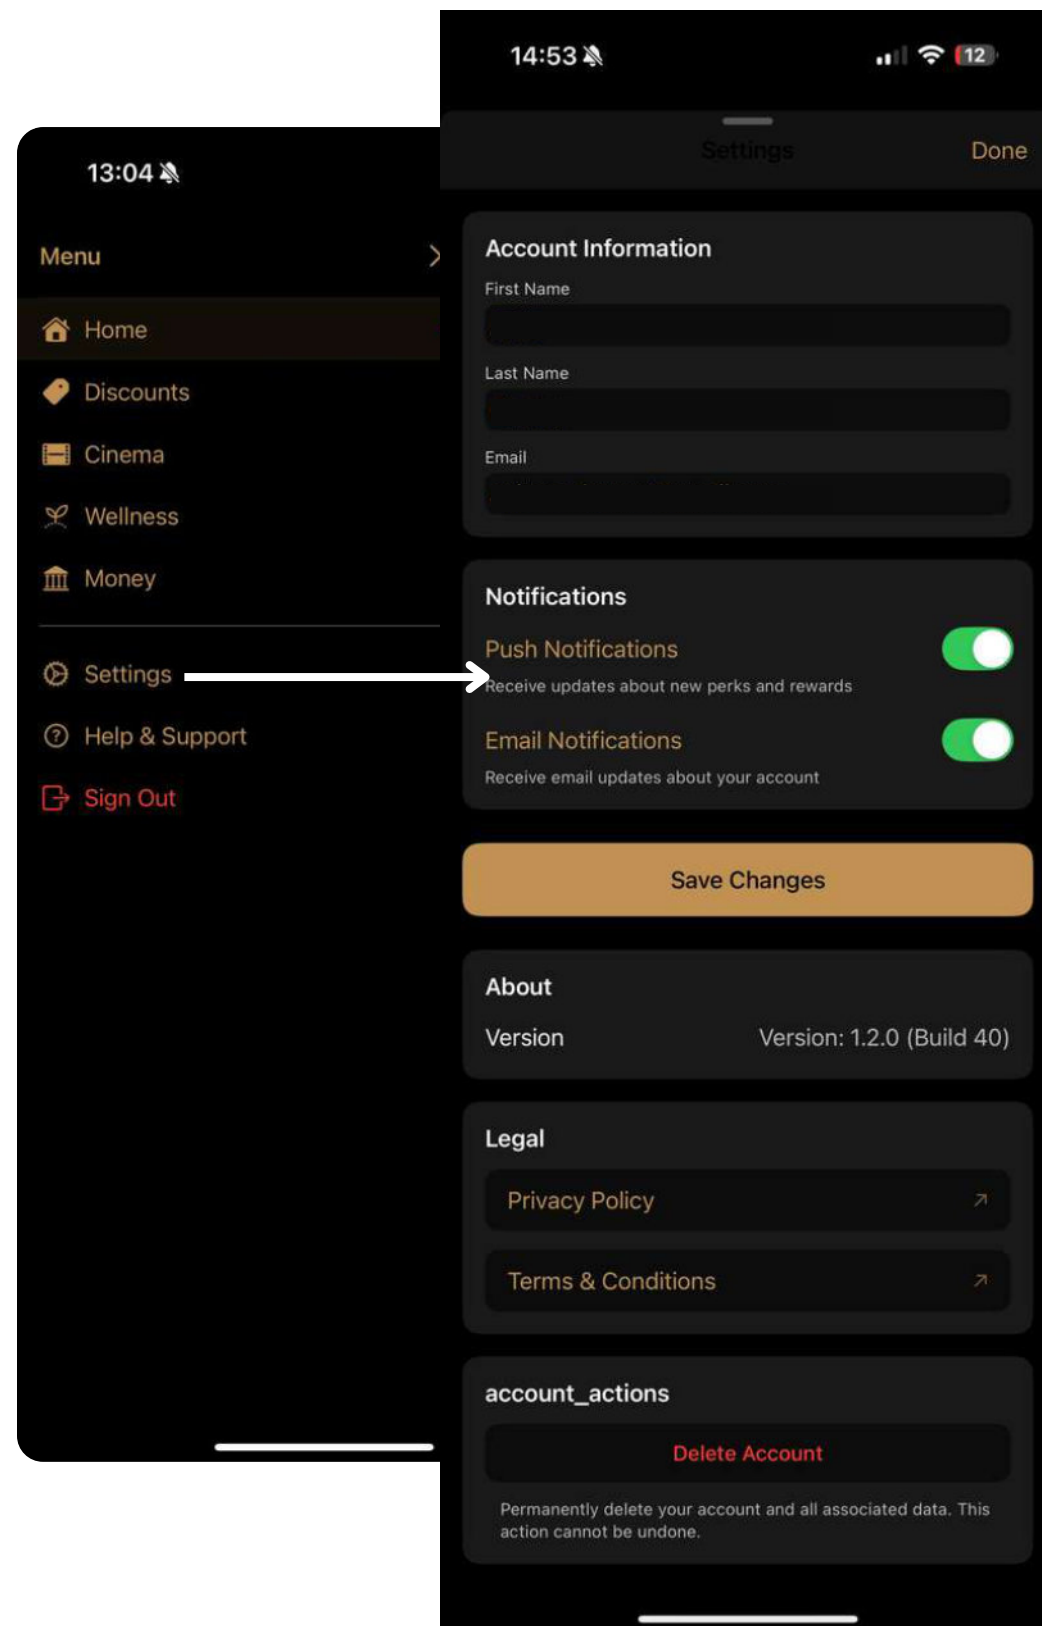 13:04
Menu
Home
Discounts
Cinema
Wellness
Money
Settings
Help & Support
Sign Out
14:53
12
Settings
Done
Account Information
First Name
Last Name
Email
Notifications
Push Notifications
Receive updates about new perks and rewards
Email Notifications
Receive email updates about your account
Save Changes
About
Version
Version: 1.2.0 (Build 40)
Legal
Privacy Policy
Terms & Conditions
account_actions
Delete Account
Permanently delete your account and all associated data. This
action cannot be undone.